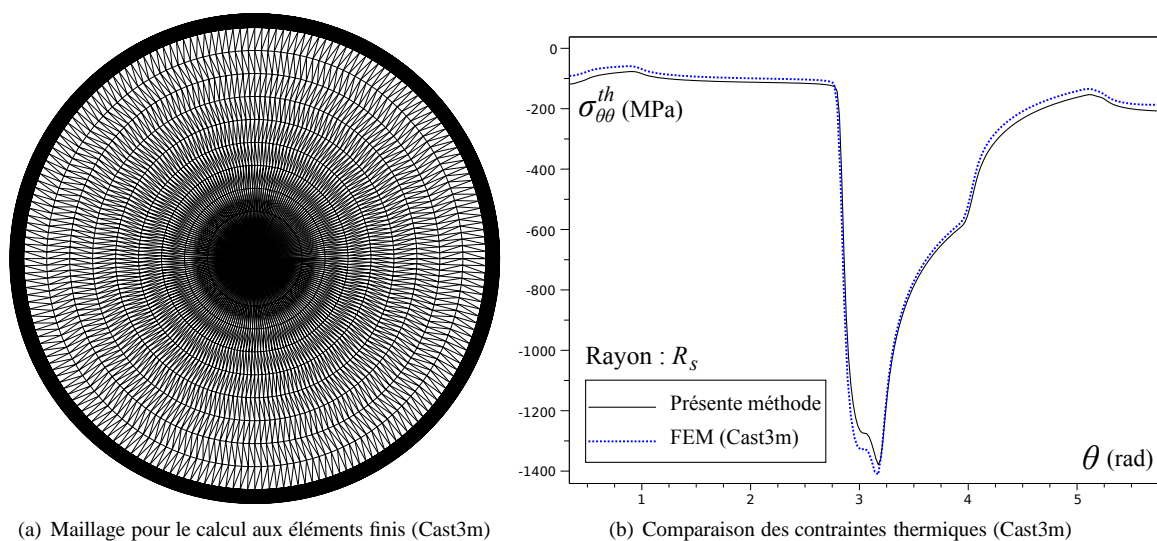 0
-200
-400
-600
-800
-1000
-1200
-1400
σ_{θθ}^{th} (MPa)
Rayon : R_s
Présente méthode
FEM (Cast3m)
θ (rad)
1 2 3 4 5
(a) Maillage pour le calcul aux éléments finis (Cast3m)
(b) Comparaison des contraintes thermiques (Cast3m)